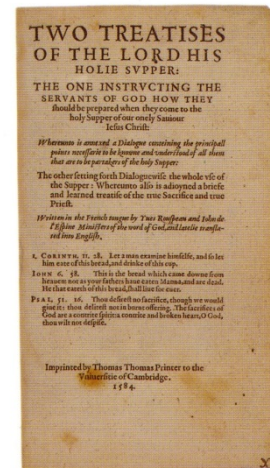 TWO TREATISES
OF THE LORD HIS
HOLIE SVPPER:
THE ONE INSTRVCTING THE
SERVANTS OF GOD HOW THEY
should be prepared when they come to the
holy Supper of our onely Sauiour
Iesus Christ:
Whereunto is annexed a Dialogue conteining the principall
points necessarie to be knowne and vnderstood of all them
that are to be partakers of the holy Supper:
The other setting forth Dialoguewise the whole vse of
the Supper: Whereunto also is adioyned a briefe
and learned treatise of the true Sacrifice and true
Priest.
Written in the French tongue by Yues Rouspeau and Iohn de
l'Espine Ministers of the word of God, and latelie transla-
ted into English.
1. CORINTH. 11. 28. Let a man examine himselfe, and so let
him eate of this bread, and drinke of this cup.
IOHN 6. 58. This is the bread which came downe from
heauen: not as your fathers haue eaten Manna, and are dead.
He that eateth of this bread, shall liue for euer.
PSAL. 51. 16. Thou desirest no sacrifice, though we would
giue it: thou delitest not in burnt offering. The sacrifices of
God are a contrite spirit: a contrite and broken heart, O God,
thou wilt not despise.
Imprinted by Thomas Thomas Printer to the
Vniuersitie of Cambridge.
1584.